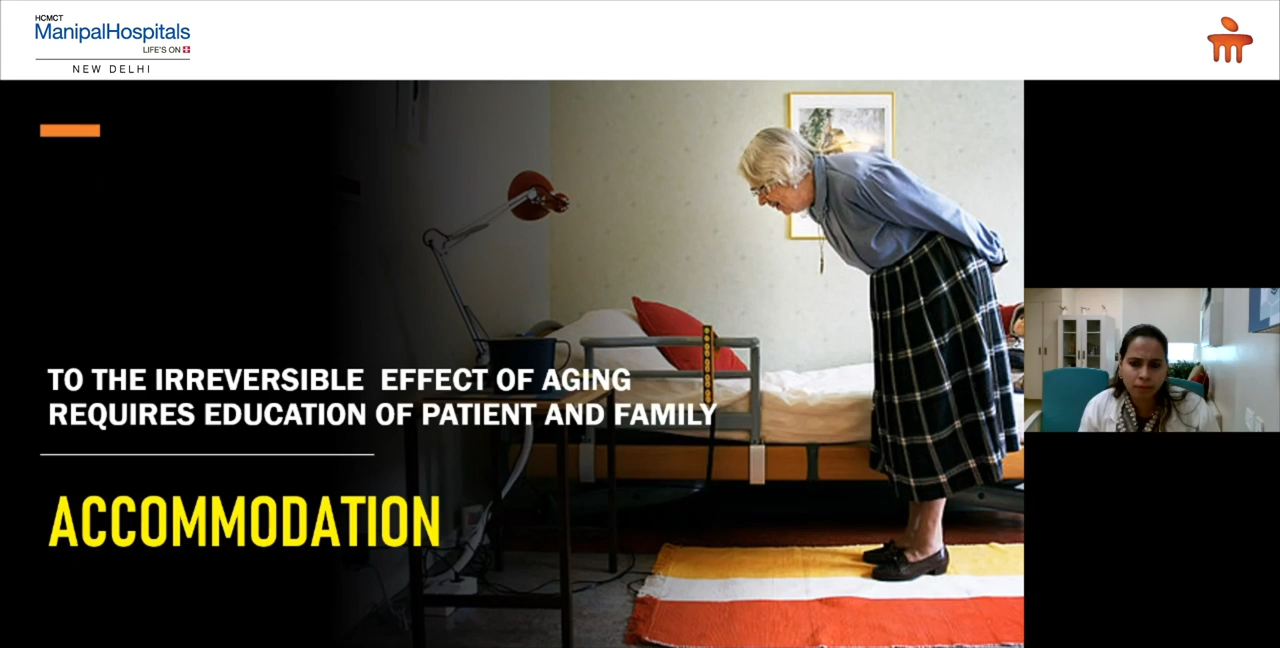 HCMCT
ManipalHospitals
LIFE'S ON
NEW DELHI
TO THE IRREVERSIBLE EFFECT OF AGING
REQUIRES EDUCATION OF PATIENT AND FAMILY
ACCOMMODATION